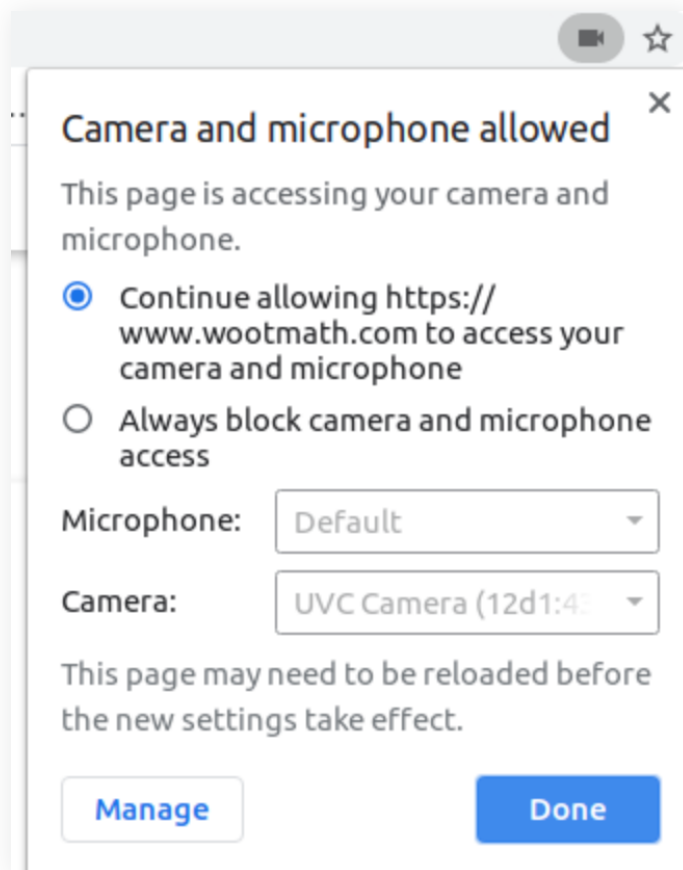 Camera and microphone allowed
This page is accessing your camera and
microphone.
Continue allowing https://
www.wootmath.com to access your
camera and microphone
Always block camera and microphone
access
Microphone: Default
Camera: UVC Camera (12d1:43
This page may need to be reloaded before
the new settings take effect.
Manage Done